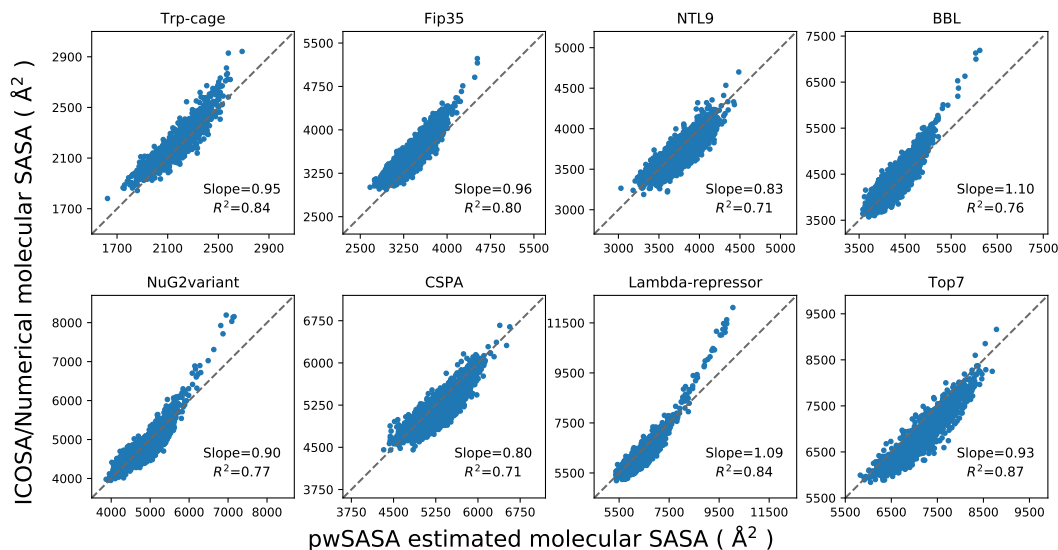 ICOSA/Numerical molecular SASA ( Å² )
Trp-cage
2900
2500
2100
1700
1700 2100 2500 2900
Slope=0.95
R²=0.84
Fip35
5500
4750
4000
3250
2500
2500 3250 4000 4750 5500
Slope=0.96
R²=0.80
NTL9
5000
4500
4000
3500
3000
3000 3500 4000 4500 5000
Slope=0.83
R²=0.71
BBL
7500
6500
5500
4500
3500
3500 4500 5500 6500 7500
Slope=1.10
R²=0.76
NuG2variant
8000
7000
6000
5000
4000
4000 5000 6000 7000 8000
Slope=0.90
R²=0.77
CSPA
6750
6000
5250
4500
3750
3750 4500 5250 6000 6750
Slope=0.80
R²=0.71
Lambda-repressor
11500
9500
7500
5500
5500 7500 9500 11500
Slope=1.09
R²=0.84
Top7
9500
8500
7500
6500
5500
5500 6500 7500 8500 9500
Slope=0.93
R²=0.87
pwSASA estimated molecular SASA ( Å² )